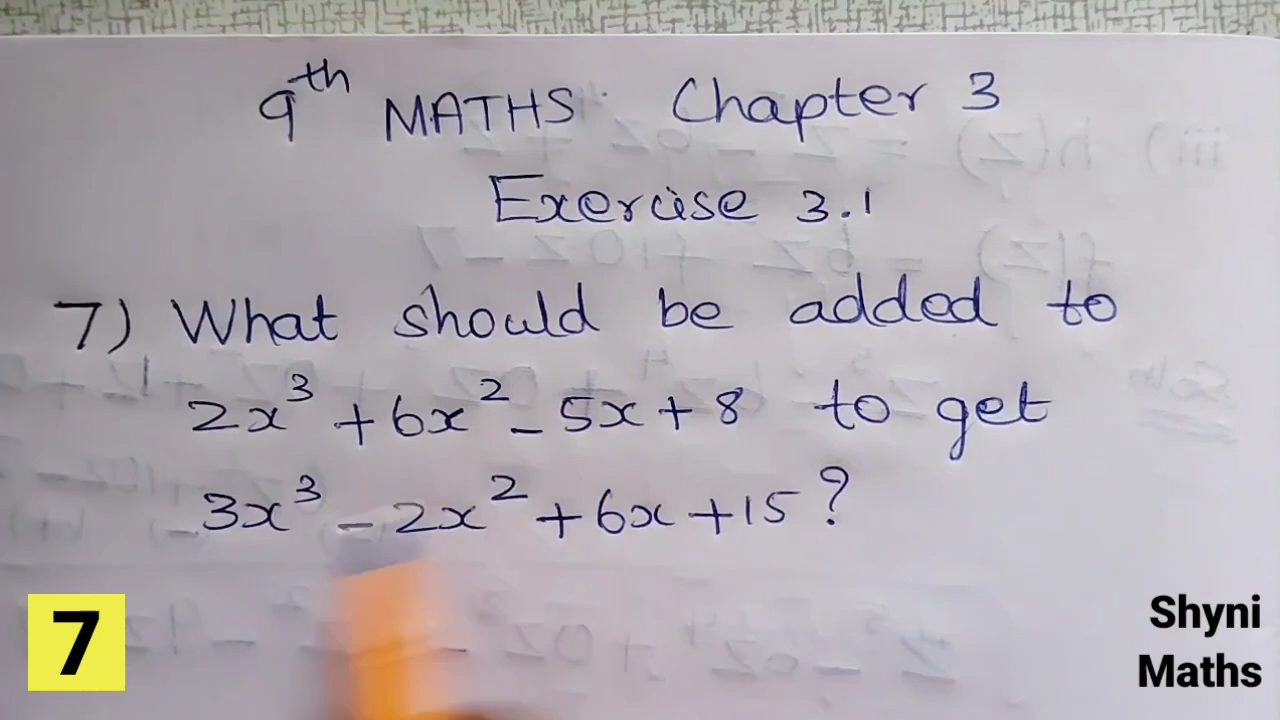 9th MATHS Chapter 3
Exercise 3.1
7) What should be added to
2x³ + 6x² - 5x + 8 to get
3x³ - 2x² + 6x + 15 ?
7
Shyni
Maths